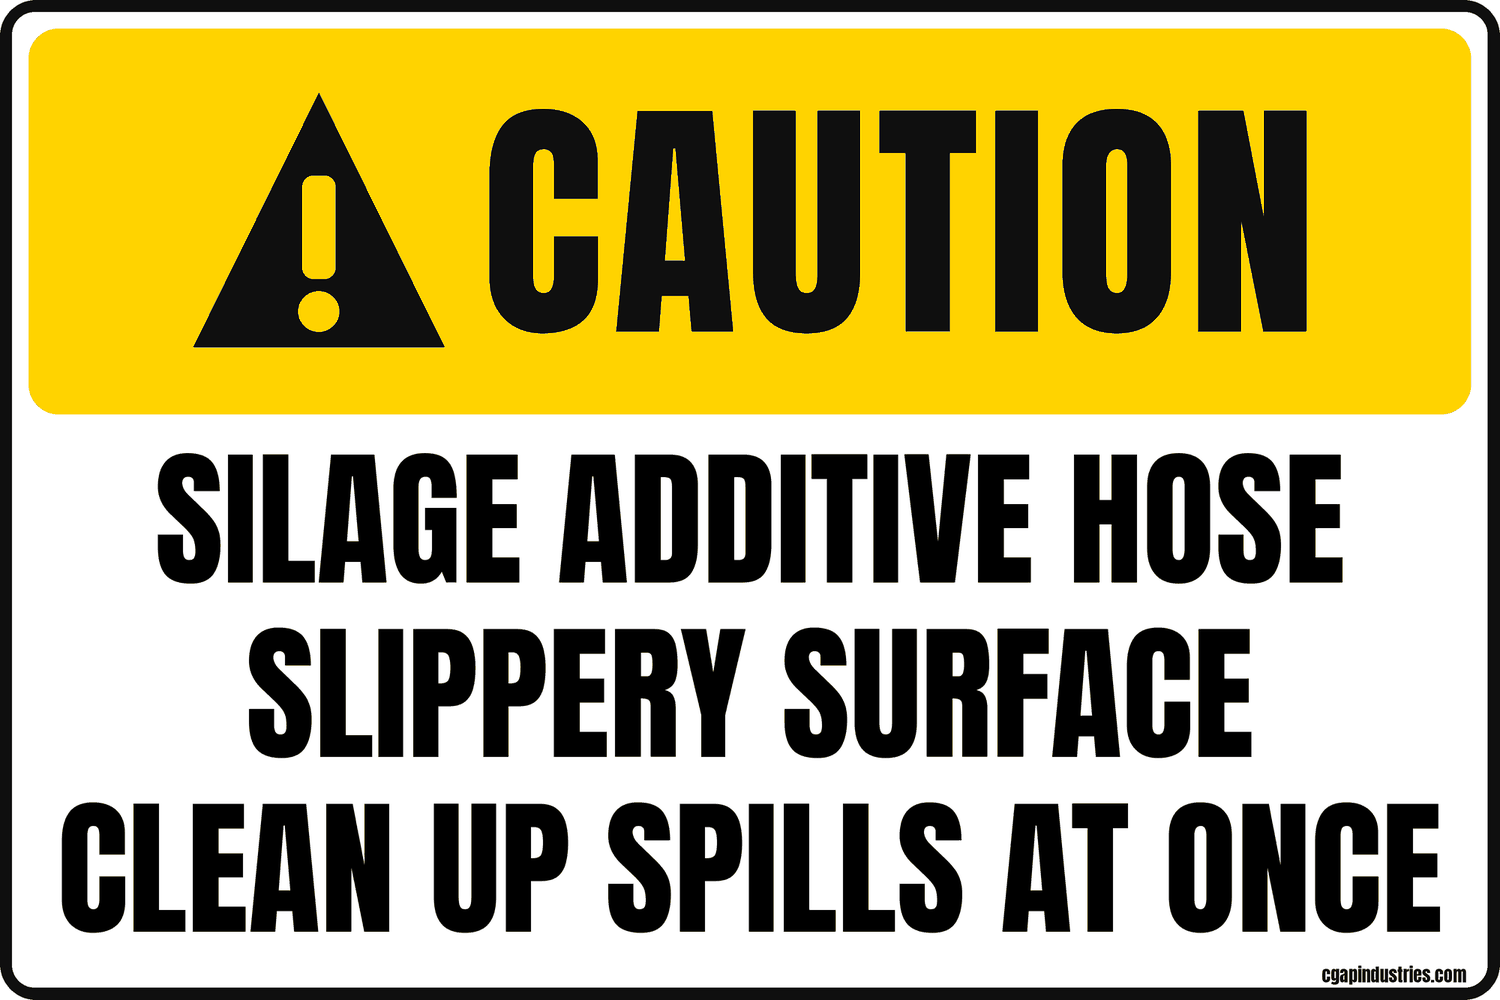 CAUTION
SILAGE ADDITIVE HOSE
SLIPPERY SURFACE
CLEAN UP SPILLS AT ONCE
cgapindustries.com